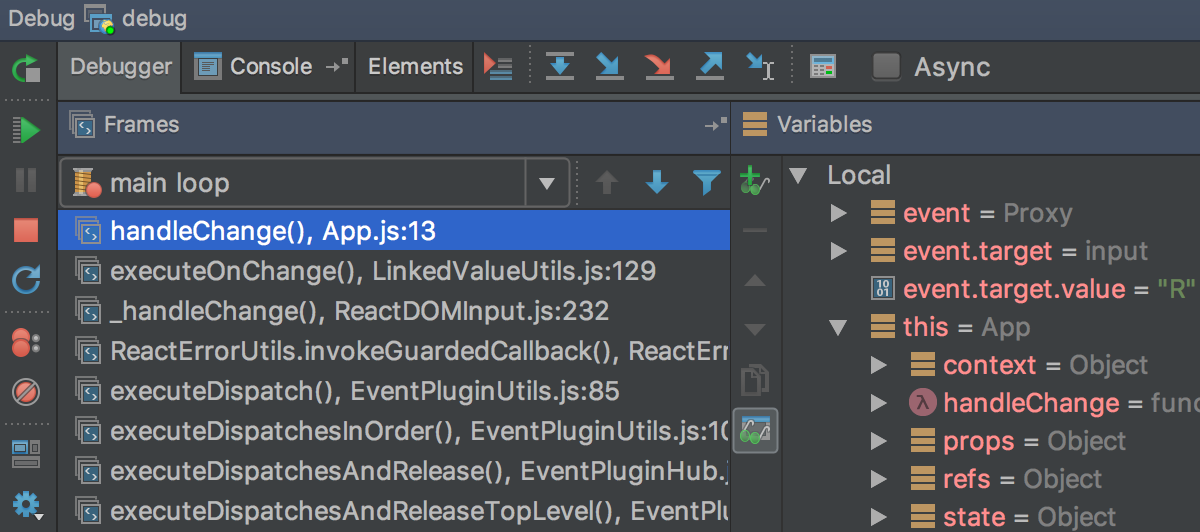 Debug debug
Debugger Console Elements Async
Frames
main loop
handleChange(), App.js:13
executeOnChange(), LinkedValueUtils.js:129
_handleChange(), ReactDOMInput.js:232
ReactErrorUtils.invokeGuardedCallback(), ReactErr
executeDispatch(), EventPluginUtils.js:85
executeDispatchesInOrder(), EventPluginUtils.js:10
executeDispatchesAndRelease(), EventPluginHub.j
executeDispatchesAndReleaseTopLevel(), EventPlu
Variables
Local
event = Proxy
event.target = input
event.target.value = "R"
this = App
context = Object
handleChange = func
props = Object
refs = Object
state = Object